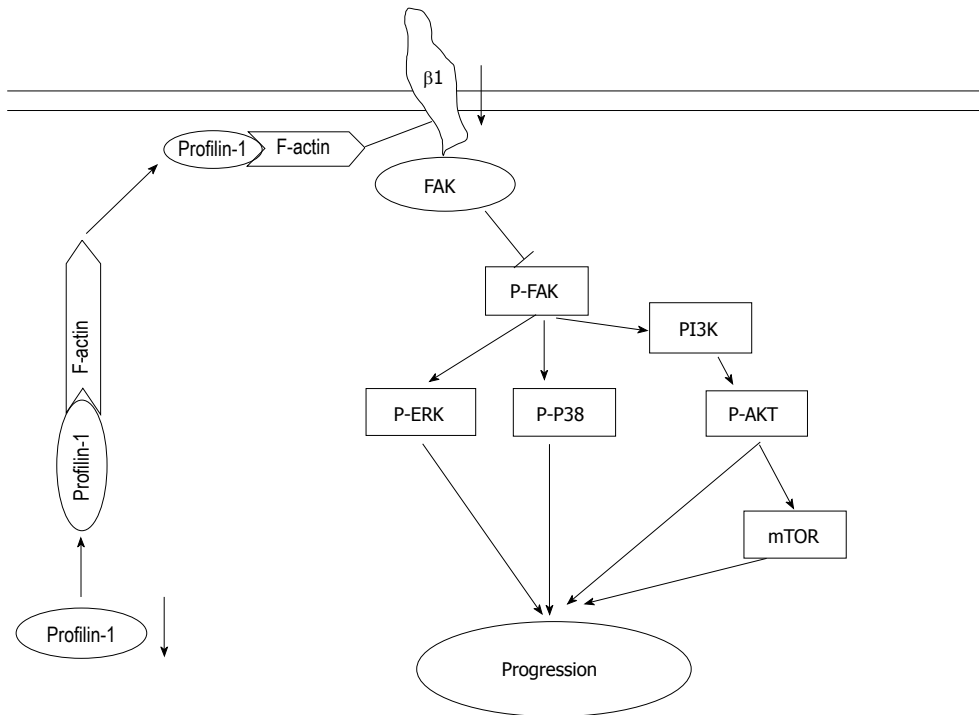 β1
Profilin-1
F-actin
FAK
P-FAK
PI3K
F-actin
P-ERK
P-P38
P-AKT
Profilin-1
mTOR
Profilin-1
Progression